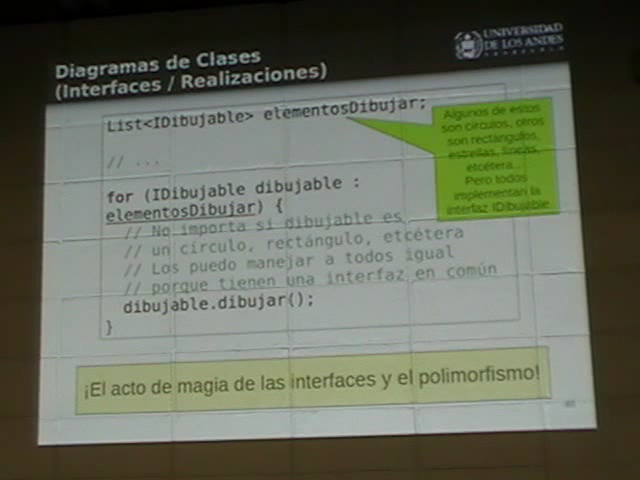 Diagramas de Clases
(Interfaces / Realizaciones)
UNIVERSIDAD
DE LOS ANDES
List<IDibujable> elementosDibujar;
Algunos de estos
son círculos, otros
son rectángulos,
estrellas, líneas,
etcétera...
Pero todos
implementan la
interfaz IDibujable
// ...
for (IDibujable dibujable :
elementosDibujar) {
// No importa si dibujable es
// un círculo, rectángulo, etcétera
// Los puedo manejar a todos igual
// porque tienen una interfaz en común
dibujable.dibujar();
}
¡El acto de magia de las interfaces y el polimorfismo!